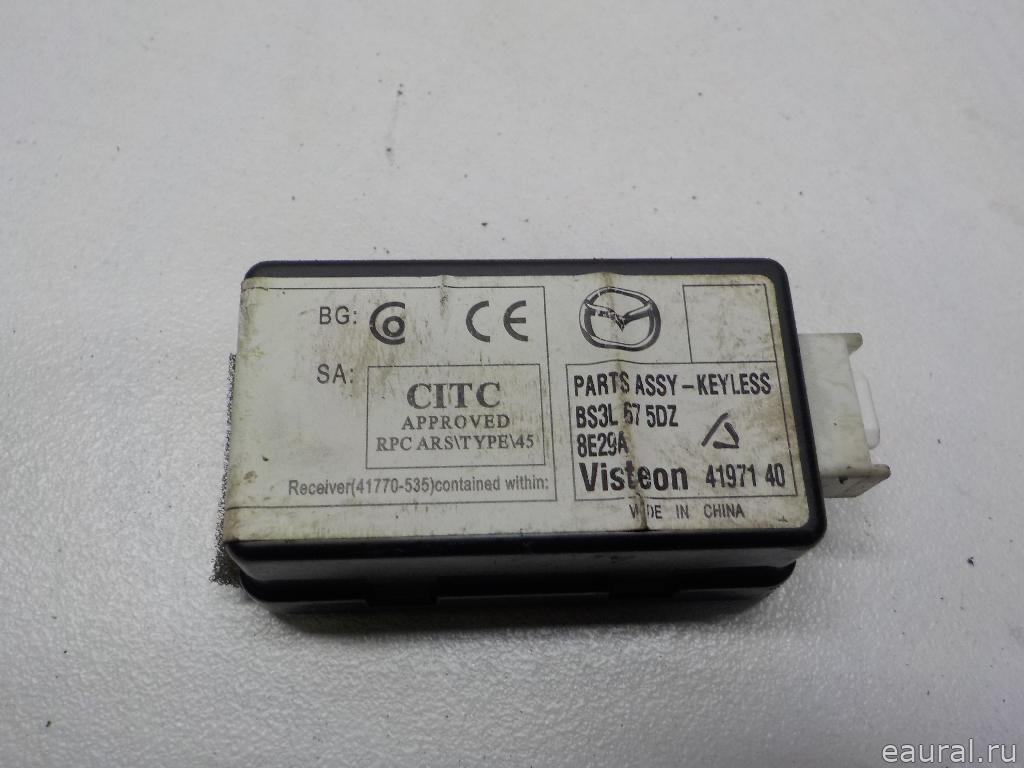 BG: CE
SA:
CITC
APPROVED
RPC ARS\TYPE\45
Receiver(41770-535)contained within:
PARTS ASSY-KEYLESS
BS3L 67 5DZ
8E29A
Visteon 41971 40
IN CHINA
eaural.ru